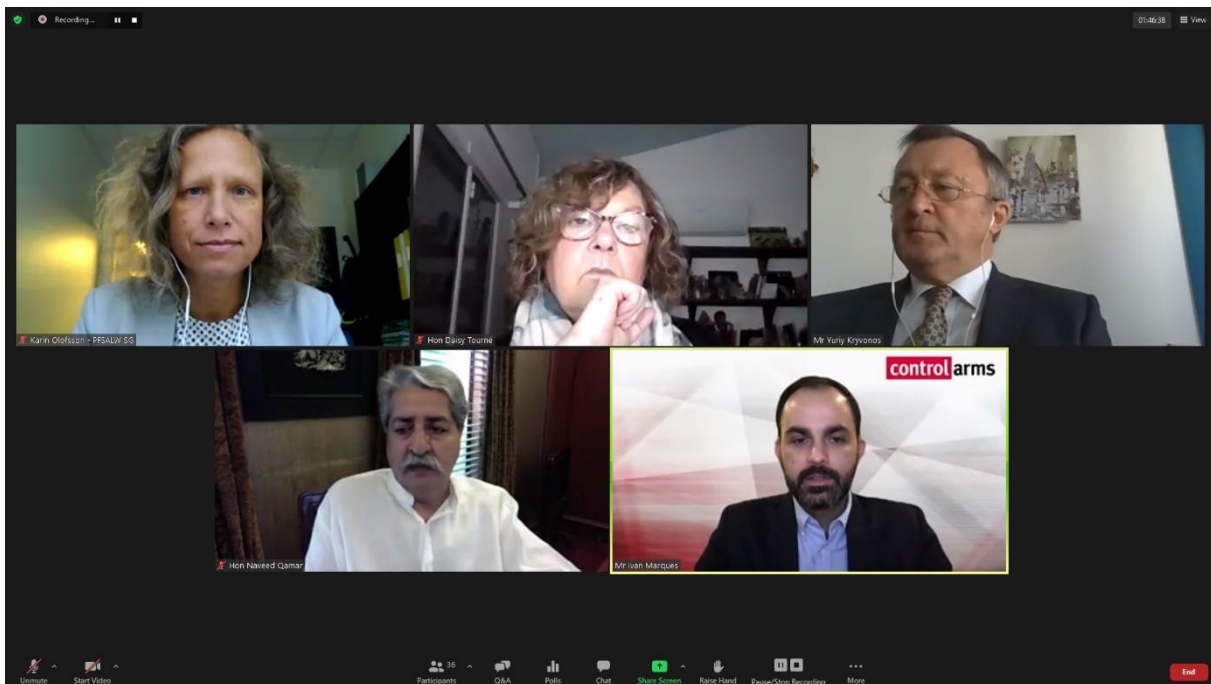 Recording...
01:46:38
View
Karin Olofsson - PFSALW SG
Hon Daisy Tourné
Mr Yuriy Kryvonos
Hon Naveed Qamar
control arms
Mr Ivan Marques
Unmute
Start Video
Participants
36
Q&A
Polls
Chat
Share Screen
Raise Hand
Pause/Stop Recording
More
End